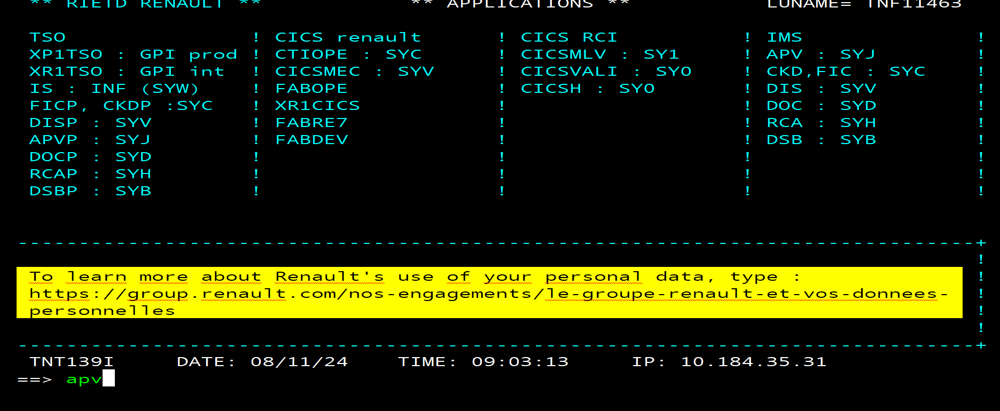 ** RIETD RENAULT ** ** APPLICATIONS ** LUNAME= TNF11463
TSO ! CICS renault ! CICS RCI ! IMS !
XP1TSO : GPI prod ! CTIOPE : SYC ! CICSMLV : SY1 ! APV : SYJ !
XR1TSO : GPI int ! CICSMEC : SYV ! CICSVALI : SY0 ! CKD,FIC : SYC !
IS : INF (SYW) ! FABOPE ! CICSH : SY0 ! DIS : SYV !
FICP, CKDP :SYC ! XR1CICS ! ! DOC : SYD !
DISP : SYV ! FABRE7 ! ! RCA : SYH !
APVP : SYJ ! FABDEV ! ! DSB : SYB !
DOCP : SYD ! ! ! !
RCAP : SYH ! ! ! !
DSBP : SYB ! ! ! !
------------------------------------------------------------------------------+
!
To learn more about Renault's use of your personal data, type : !
https://group.renault.com/nos-engagements/le-groupe-renault-et-vos-donnees- !
personnelles !
!
------------------------------------------------------------------------------+
TNT139I DATE: 08/11/24 TIME: 09:03:13 IP: 10.184.35.31
==> apv